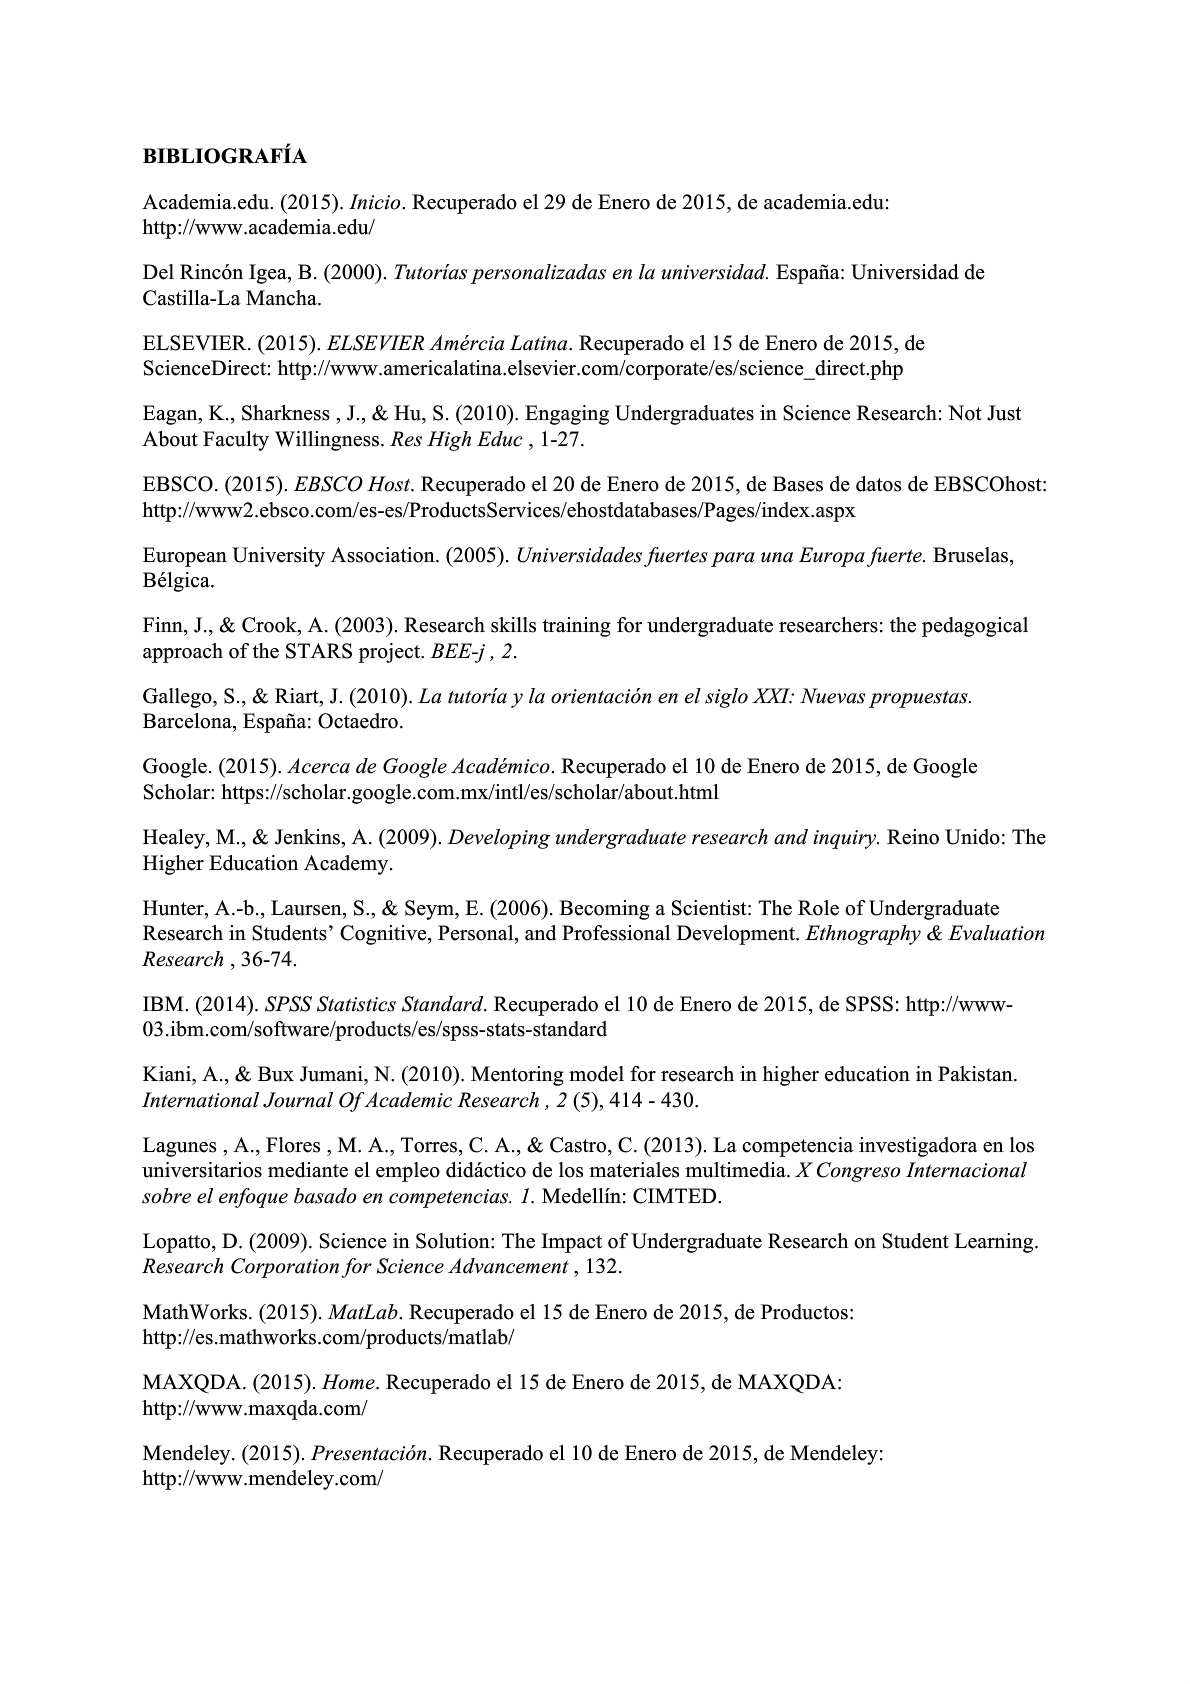 BIBLIOGRAFÍA
Academia.edu. (2015). Inicio. Recuperado el 29 de Enero de 2015, de academia.edu:
http://www.academia.edu/
Del Rincón Igea, B. (2000). Tutorías personalizadas en la universidad. España: Universidad de
Castilla-La Mancha.
ELSEVIER. (2015). ELSEVIER Amércia Latina. Recuperado el 15 de Enero de 2015, de
ScienceDirect: http://www.americalatina.elsevier.com/corporate/es/science_direct.php
Eagan, K., Sharkness , J., & Hu, S. (2010). Engaging Undergraduates in Science Research: Not Just
About Faculty Willingness. Res High Educ , 1-27.
EBSCO. (2015). EBSCO Host. Recuperado el 20 de Enero de 2015, de Bases de datos de EBSCOhost:
http://www2.ebsco.com/es-es/ProductsServices/ehostdatabases/Pages/index.aspx
European University Association. (2005). Universidades fuertes para una Europa fuerte. Bruselas,
Bélgica.
Finn, J., & Crook, A. (2003). Research skills training for undergraduate researchers: the pedagogical
approach of the STARS project. BEE-j , 2.
Gallego, S., & Riart, J. (2010). La tutoría y la orientación en el siglo XXI: Nuevas propuestas.
Barcelona, España: Octaedro.
Google. (2015). Acerca de Google Académico. Recuperado el 10 de Enero de 2015, de Google
Scholar: https://scholar.google.com.mx/intl/es/scholar/about.html
Healey, M., & Jenkins, A. (2009). Developing undergraduate research and inquiry. Reino Unido: The
Higher Education Academy.
Hunter, A.-b., Laursen, S., & Seym, E. (2006). Becoming a Scientist: The Role of Undergraduate
Research in Students’ Cognitive, Personal, and Professional Development. Ethnography & Evaluation
Research , 36-74.
IBM. (2014). SPSS Statistics Standard. Recuperado el 10 de Enero de 2015, de SPSS: http://www-
03.ibm.com/software/products/es/spss-stats-standard
Kiani, A., & Bux Jumani, N. (2010). Mentoring model for research in higher education in Pakistan.
International Journal Of Academic Research , 2 (5), 414 - 430.
Lagunes , A., Flores , M. A., Torres, C. A., & Castro, C. (2013). La competencia investigadora en los
universitarios mediante el empleo didáctico de los materiales multimedia. X Congreso Internacional
sobre el enfoque basado en competencias. 1. Medellín: CIMTED.
Lopatto, D. (2009). Science in Solution: The Impact of Undergraduate Research on Student Learning.
Research Corporation for Science Advancement , 132.
MathWorks. (2015). MatLab. Recuperado el 15 de Enero de 2015, de Productos:
http://es.mathworks.com/products/matlab/
MAXQDA. (2015). Home. Recuperado el 15 de Enero de 2015, de MAXQDA:
http://www.maxqda.com/
Mendeley. (2015). Presentación. Recuperado el 10 de Enero de 2015, de Mendeley:
http://www.mendeley.com/